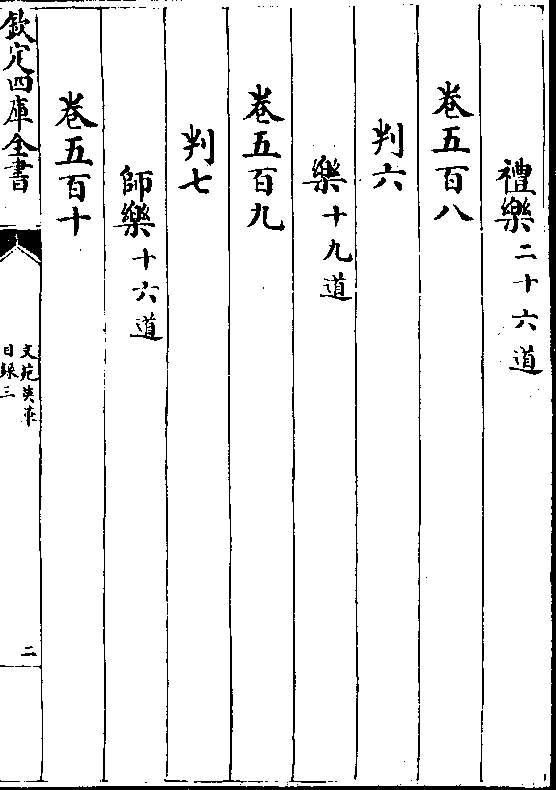 禮樂二十六道
卷五百八
判六
樂十九道
卷五百九
判七
師樂十六道
卷五百十
欽定四庫全書
文苑英華
目錄三
二